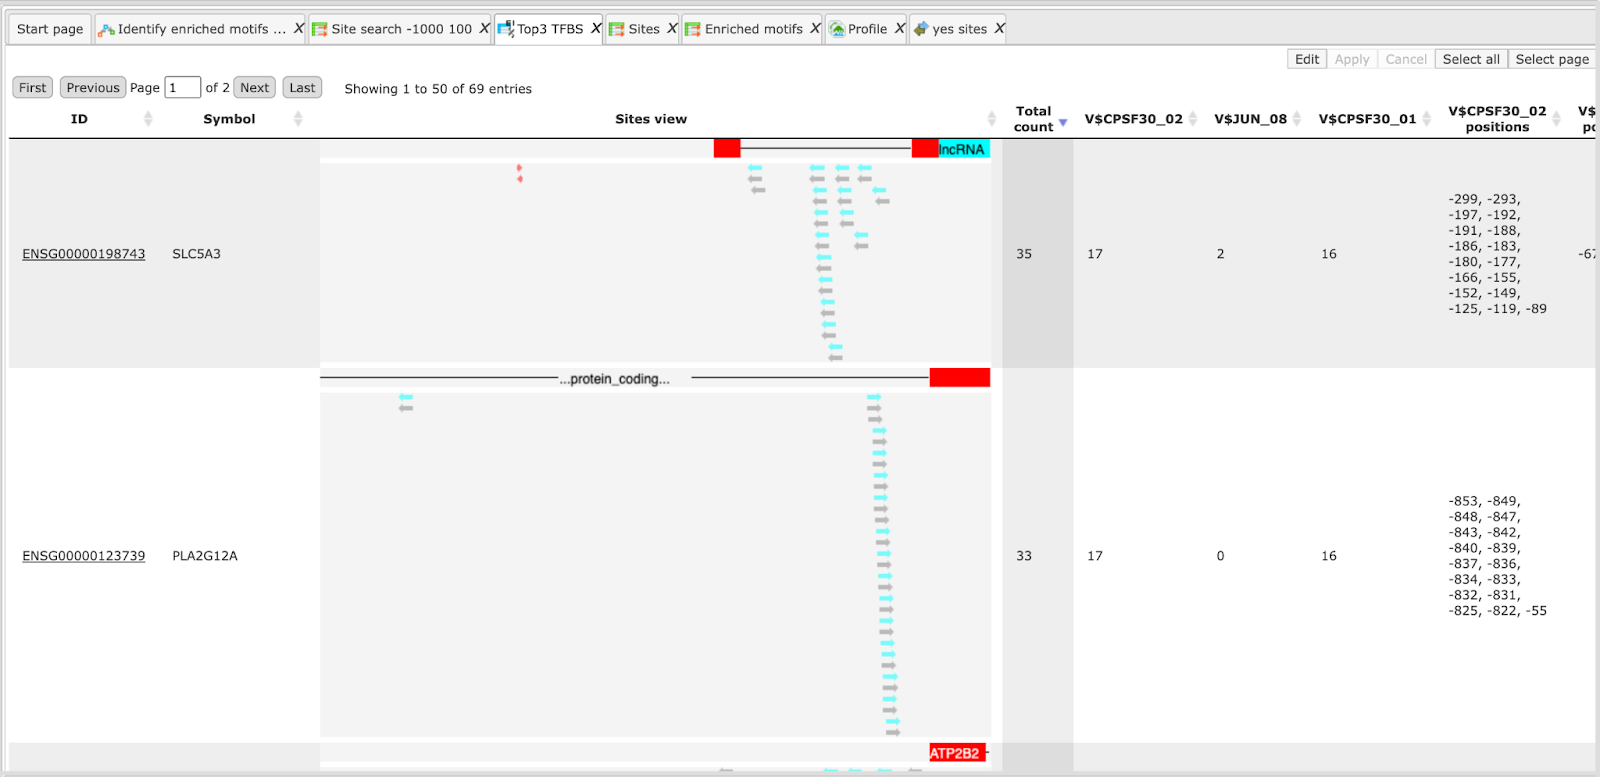 Start page Identify enriched motifs ... X Site search -1000 100 X Top3 TFBS X Sites X Enriched motifs X Profile X yes sites X
Edit Apply Cancel Select all Select page
First Previous Page 1 of 2 Next Last Showing 1 to 50 of 69 entries
ID Symbol Sites view Total count V$CPSF30_02 V$JUN_08 V$CPSF30_01 V$CPSF30_02 positions V$
lncRNA
ENSG00000198743 SLC5A3 35 17 2 16
-299, -293,
-197, -192,
-191, -188,
-186, -183,
-180, -177,
-166, -155,
-152, -149,
-125, -119, -89
-67
...protein_coding...
ENSG00000123739 PLA2G12A 33 17 0 16
-853, -849,
-848, -847,
-843, -842,
-840, -839,
-837, -836,
-834, -833,
-832, -831,
-825, -822, -55
ATP2B2